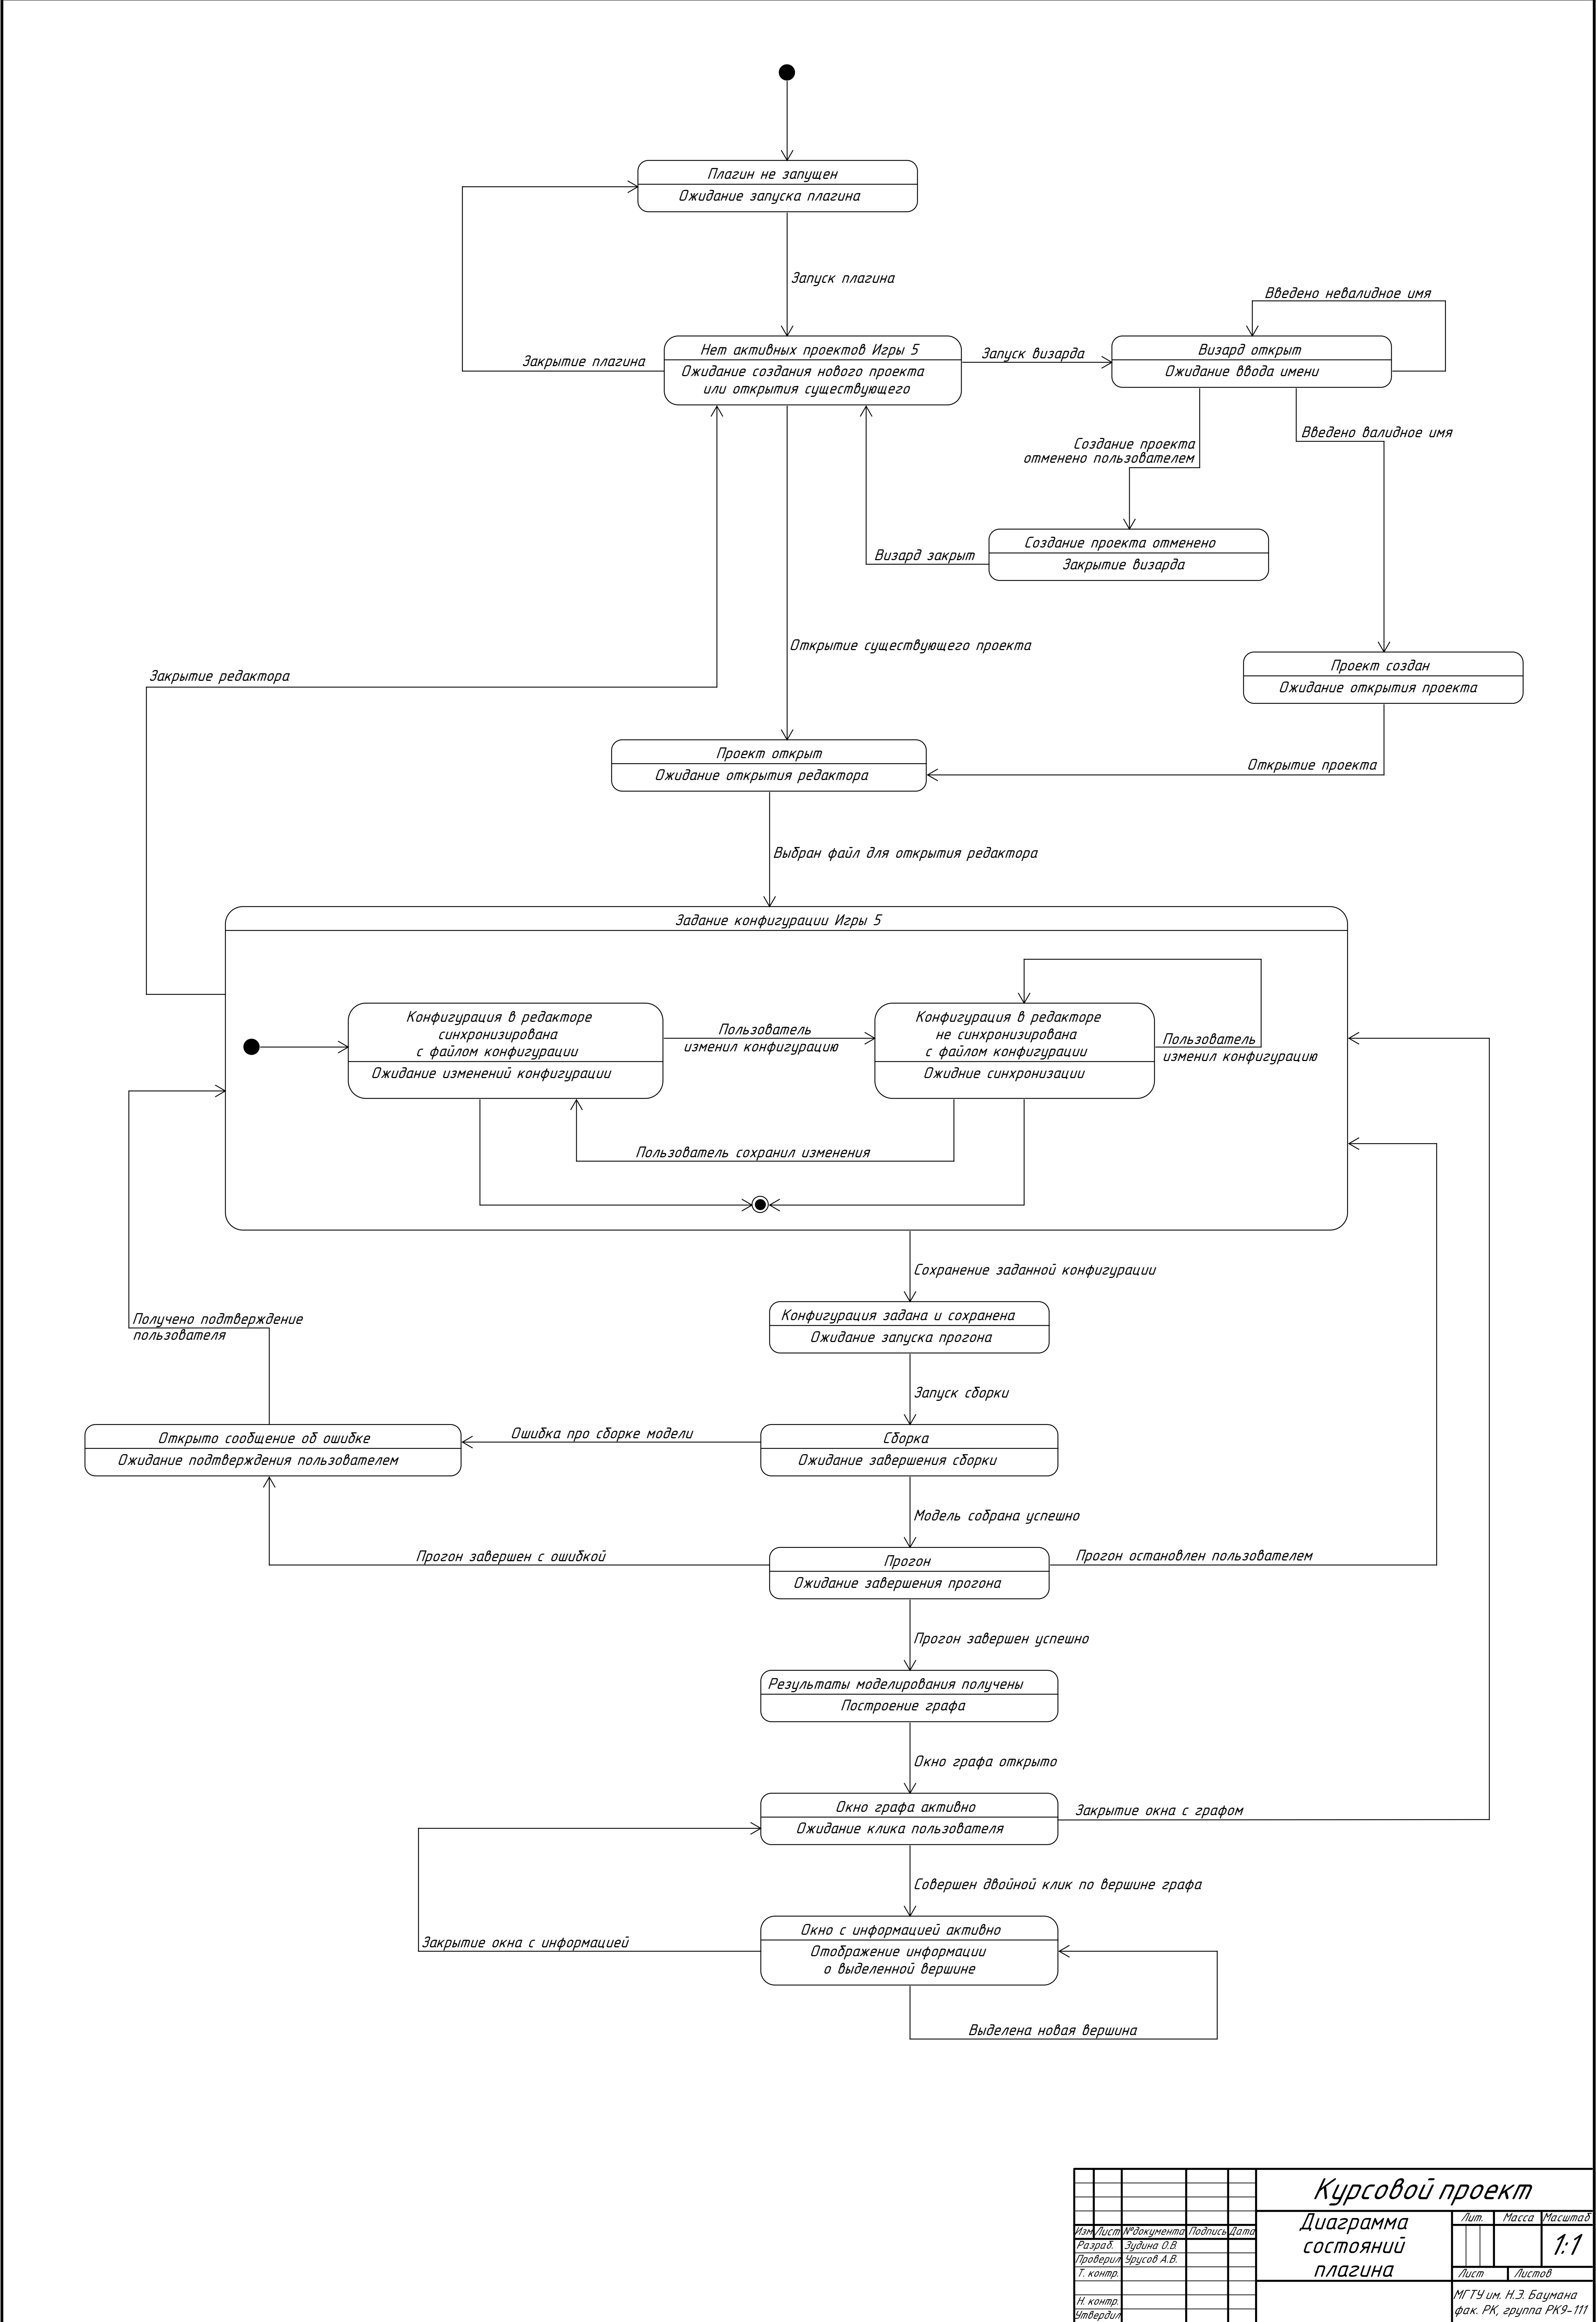 Плагин не запущен
Ожидание запуска плагина
Запуск плагина
Введено невалидное имя
Нет активных проектов Игры 5
Ожидание создания нового проекта
или открытия существующего
Закрытие плагина
Запуск визарда
Визард открыт
Ожидание ввода имени
Создание проекта
отменено пользователем
Введено валидное имя
Создание проекта отменено
Закрытие визарда
Визард закрыт
Открытие существующего проекта
Закрытие редактора
Проект создан
Ожидание открытия проекта
Проект открыт
Ожидание открытия редактора
Открытие проекта
Выбран файл для открытия редактора
Задание конфигурации Игры 5
Конфигурация в редакторе
синхронизирована
с файлом конфигурации
Ожидание изменений конфигурации
Пользователь
изменил конфигурацию
Конфигурация в редакторе
не синхронизирована
с файлом конфигурации
Ожидние синхронизации
Пользователь
изменил конфигурацию
Пользователь сохранил изменения
Сохранение заданной конфигурации
Конфигурация задана и сохранена
Ожидание запуска прогона
Получено подтверждение
пользователя
Запуск сборки
Открыто сообщение об ошибке
Ожидание подтверждения пользователем
Ошибка про сборке модели
Сборка
Ожидание завершения сборки
Модель собрана успешно
Прогон завершен с ошибкой
Прогон
Ожидание завершения прогона
Прогон остановлен пользователем
Прогон завершен успешно
Результаты моделирования получены
Построение графа
Окно графа открыто
Окно графа активно
Ожидание клика пользователя
Закрытие окна с графом
Совершен двойной клик по вершине графа
Окно с информацией активно
Отображение информации
о выделенной вершине
Закрытие окна с информацией
Выделена новая вершина
Курсовой проект
Диаграмма
состояний
плагина
Лит. Масса Масштаб
1:1
Лист Листов
Изм Лист №документа Подпись Дата
Разраб. Зудина О.В.
Проверил Урусов А.В.
Т. контр.
Н. контр.
Утвердил
МГТУ им. Н.Э. Баумана
фак. РК, группа РК9-111